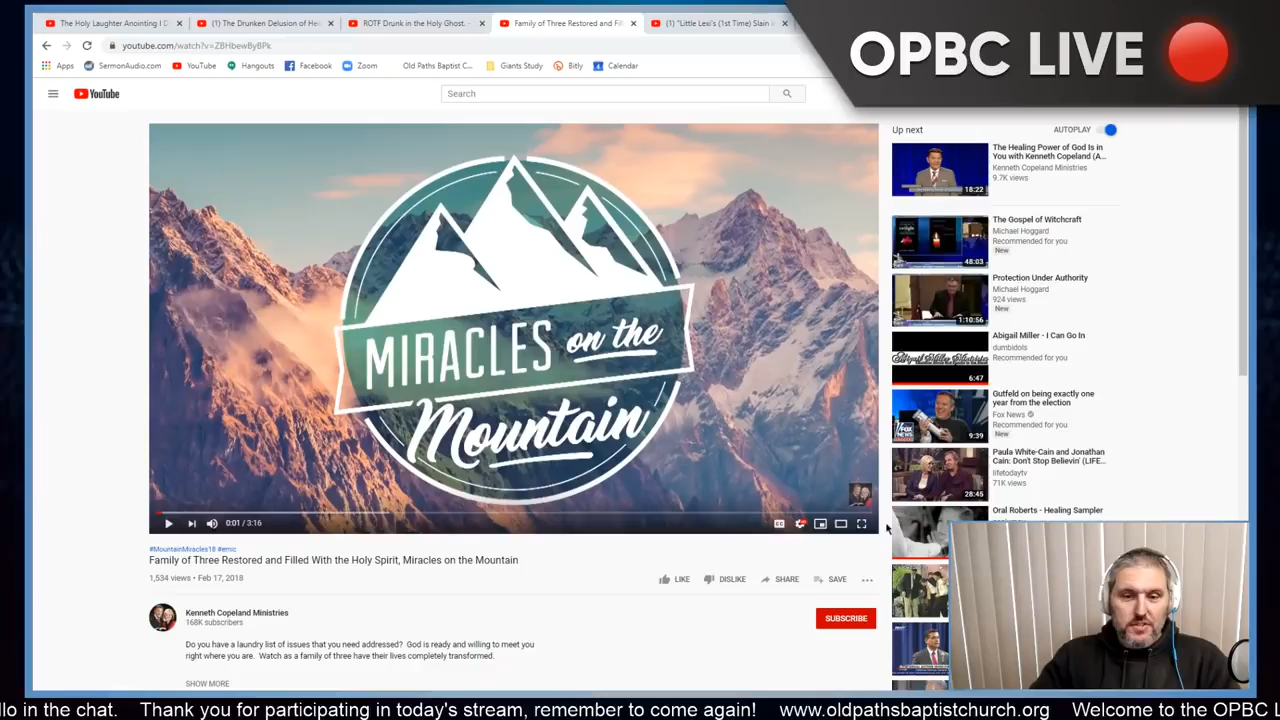 The Holy Laughter Anointing I D
(1) The Drunken Delusion of Hei
ROTF Drunk in the Holy Ghost. -
Family of Three Restored and Fill
(1) "Little Lexi's (1st Time) Slain in
OPBC LIVE
youtube.com/watch?v=ZBHbewByBPk
Apps
SermonAudio.com
YouTube
Hangouts
Facebook
Zoom
Old Paths Baptist C...
Giants Study
Bitly
Calendar
YouTube
Search
MIRACLES on the
Mountain
0:01 / 3:16
#MountainMiracles18 #emic
Family of Three Restored and Filled With the Holy Spirit, Miracles on the Mountain
1,534 views • Feb 17, 2018
LIKE
DISLIKE
SHARE
SAVE
Kenneth Copeland Ministries
168K subscribers
SUBSCRIBE
Do you have a laundry list of issues that you need addressed? God is ready and willing to meet you
right where you are. Watch as a family of three have their lives completely transformed.
SHOW MORE
Up next
AUTOPLAY
The Healing Power of God Is in
You with Kenneth Copeland (A...
Kenneth Copeland Ministries
9.7K views
18:22
The Gospel of Witchcraft
Michael Hoggard
Recommended for you
New
48:03
Protection Under Authority
Michael Hoggard
924 views
New
1:10:56
Abigail Miller - I Can Go In
dumbidols
Recommended for you
6:47
Gutfeld on being exactly one
year from the election
Fox News
Recommended for you
New
9:39
Paula White-Cain and Jonathan
Cain: Don't Stop Believin' (LIFE...
lifetodaytv
71K views
28:45
Oral Roberts - Healing Sampler
llo in the chat. Thank you for participating in today's stream, remember to come again! www.oldpathsbaptistchurch.org Welcome to the OPBC L